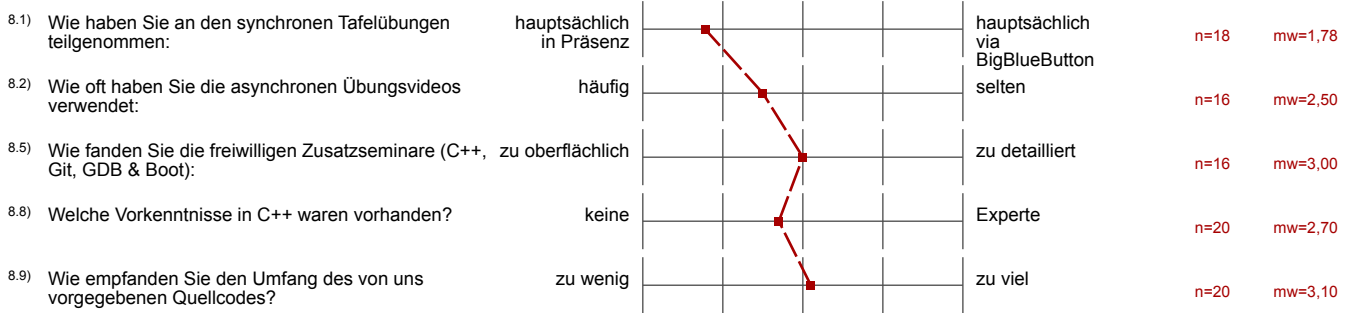 8.1) Wie haben Sie an den synchronen Tafelübungen teilgenommen:
hauptsächlich in Präsenz
hauptsächlich via BigBlueButton
n=18 mw=1,78
8.2) Wie oft haben Sie die asynchronen Übungsvideos verwendet:
häufig
selten
n=16 mw=2,50
8.5) Wie fanden Sie die freiwilligen Zusatzseminare (C++, Git, GDB & Boot):
zu oberflächlich
zu detailliert
n=16 mw=3,00
8.8) Welche Vorkenntnisse in C++ waren vorhanden?
keine
Experte
n=20 mw=2,70
8.9) Wie empfanden Sie den Umfang des von uns vorgegebenen Quellcodes?
zu wenig
zu viel
n=20 mw=3,10